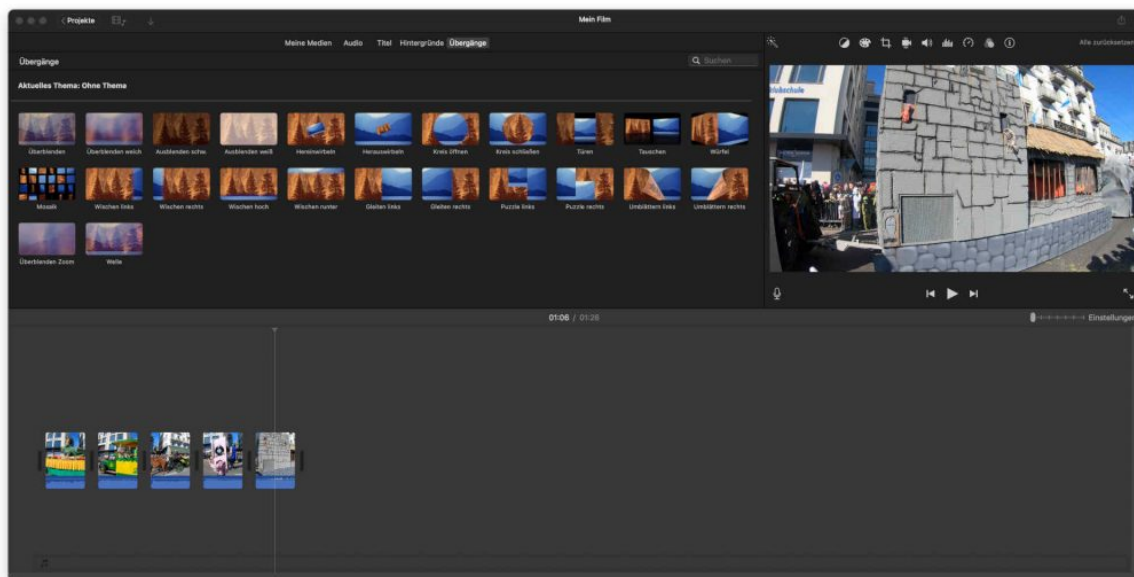 Projekte
Mein Film
Meine Medien Audio Titel Hintergründe Übergänge
Alle zurücksetzen
Übergänge
Suchen
Aktuelles Thema: Ohne Thema
Überblenden Überblenden weich Ausblenden schw. Ausblenden weiß Hereinwirbeln Herauswirbeln Kreis öffnen Kreis schließen Türen Tauschen Würfel
Mosaik Wischen links Wischen rechts Wischen hoch Wischen runter Gleiten links Gleiten rechts Puzzle links Puzzle rechts Umblättern links Umblättern rechts
Überblenden Zoom Welle
01:06 / 01:26
Einstellungen